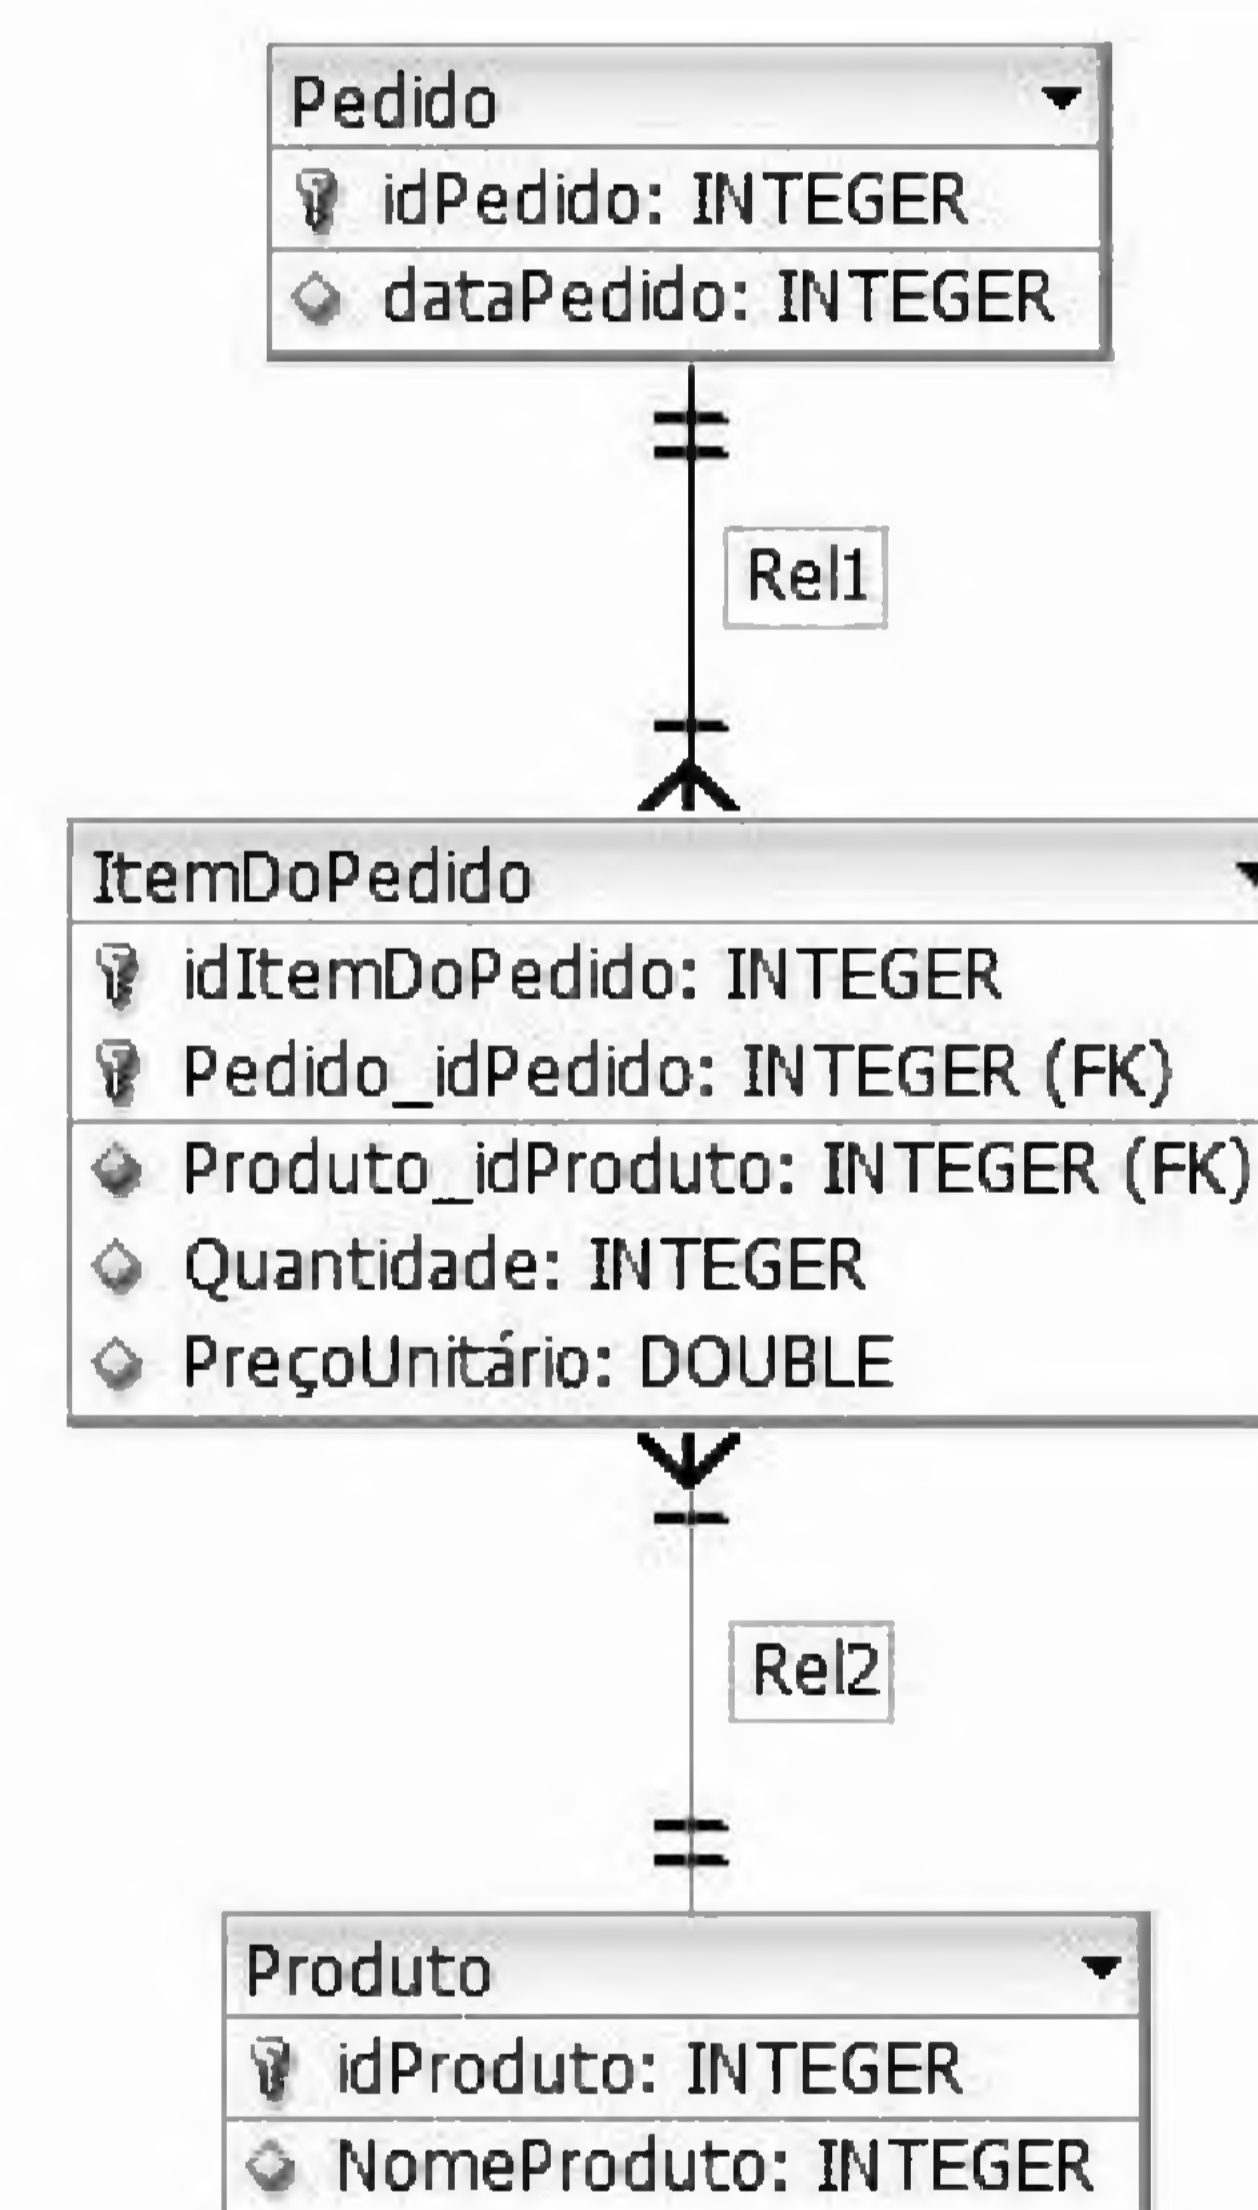 Pedido
idPedido: INTEGER
dataPedido: INTEGER
Rel1
ItemDoPedido
idItemDoPedido: INTEGER
Pedido_idPedido: INTEGER (FK)
Produto_idProduto: INTEGER (FK)
Quantidade: INTEGER
PreçoUnitário: DOUBLE
Rel2
Produto
idProduto: INTEGER
NomeProduto: INTEGER